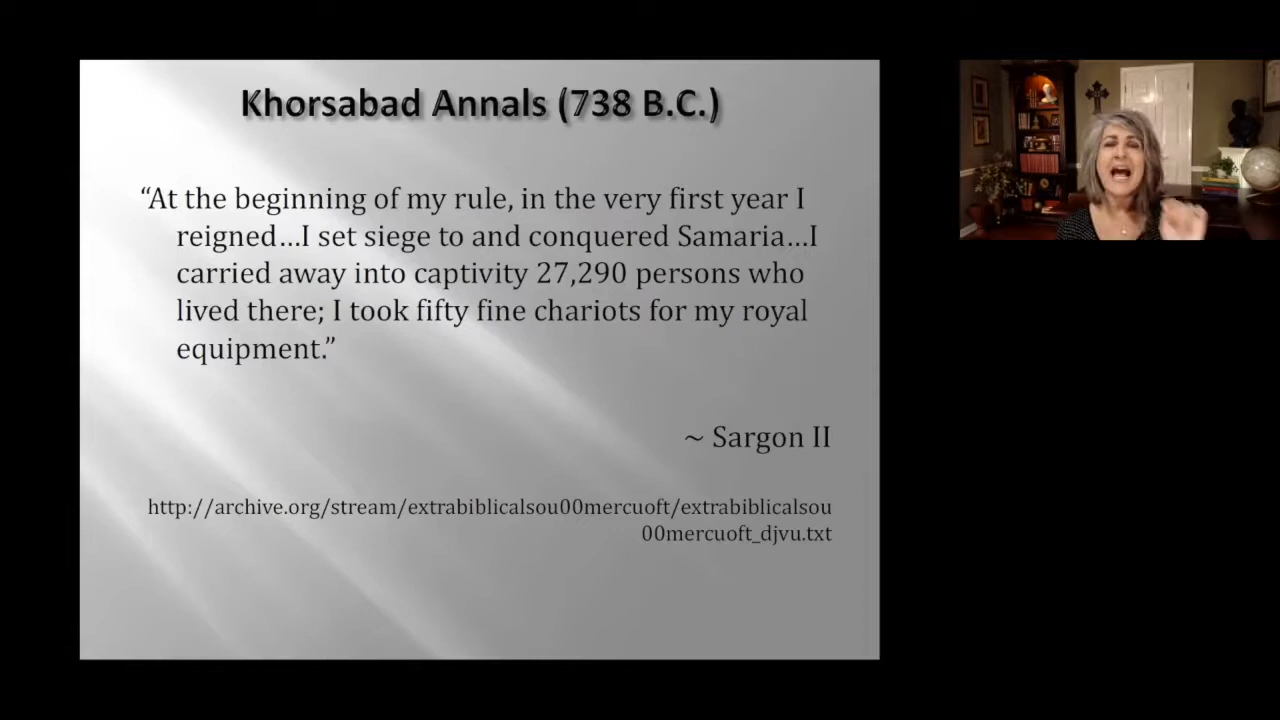 Khorsabad Annals (738 B.C.)
“At the beginning of my rule, in the very first year I
reigned…I set siege to and conquered Samaria…I
carried away into captivity 27,290 persons who
lived there; I took fifty fine chariots for my royal
equipment.”
~ Sargon II
http://archive.org/stream/extrabiblicalsou00mercuoft/extrabiblicalsou
00mercuoft_djvu.txt